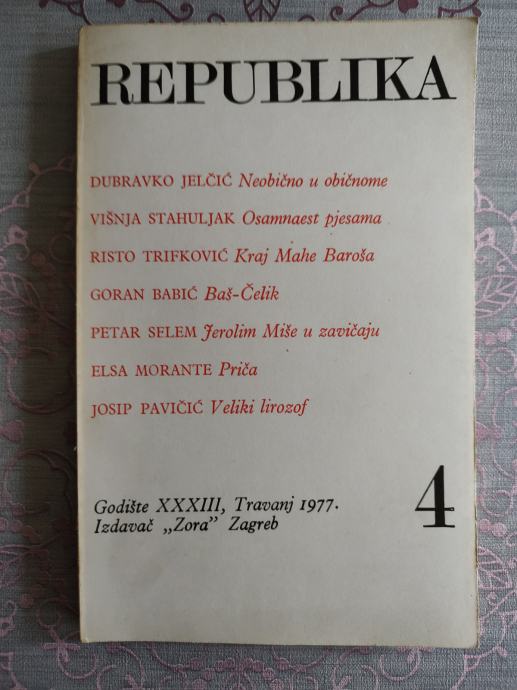 REPUBLIKA
DUBRAVKO JELČIĆ Neobično u običnome
VIŠNJA STAHULJAK Osamnaest pjesama
RISTO TRIFKOVIĆ Kraj Mahe Baroša
GORAN BABIĆ Baš-Čelik
PETAR SELEM Jerolim Miše u zavičaju
ELSA MORANTE Priča
JOSIP PAVIČIĆ Veliki lirozof
Godište XXXIII, Travanj 1977.
Izdavač „Zora” Zagreb
4